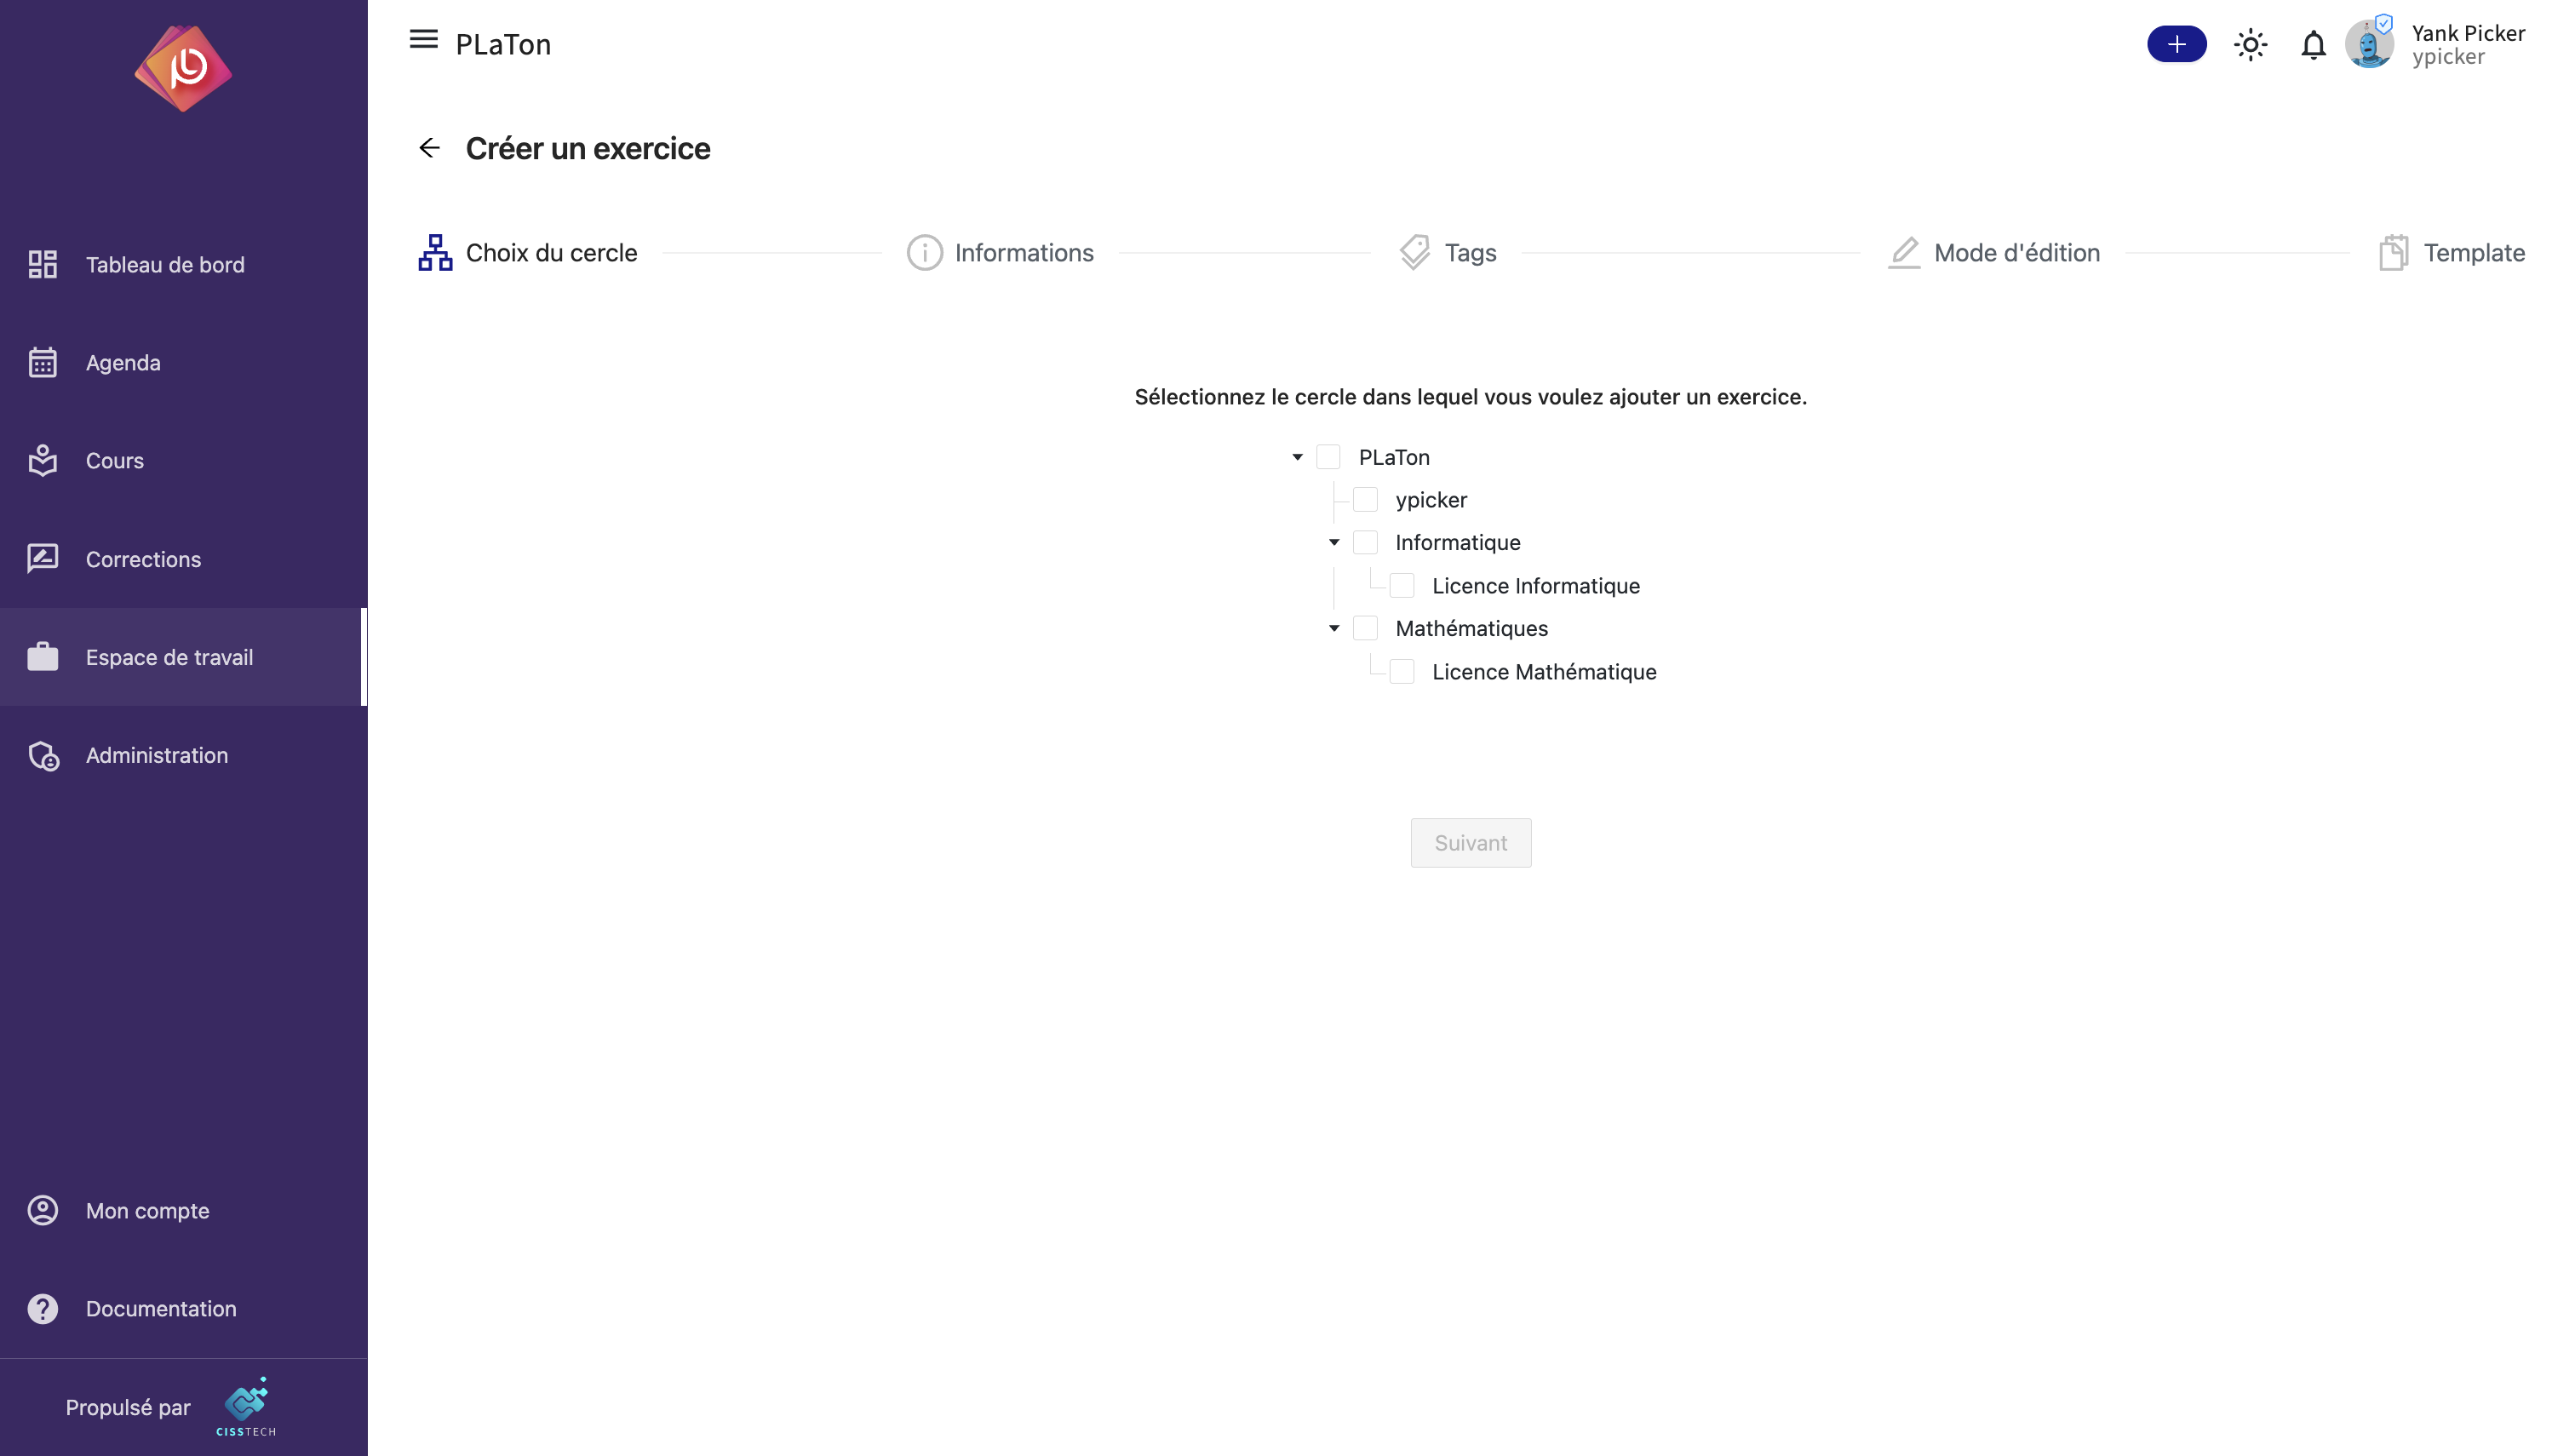 PLaTon
Yank Picker
ypicker
Créer un exercice
Choix du cercle
Informations
Tags
Mode d'édition
Template
Tableau de bord
Agenda
Cours
Corrections
Espace de travail
Administration
Sélectionnez le cercle dans lequel vous voulez ajouter un exercice.
PLaTon
ypicker
Informatique
Licence Informatique
Mathématiques
Licence Mathématique
Suivant
Mon compte
Documentation
Propulsé par
CISSTECH